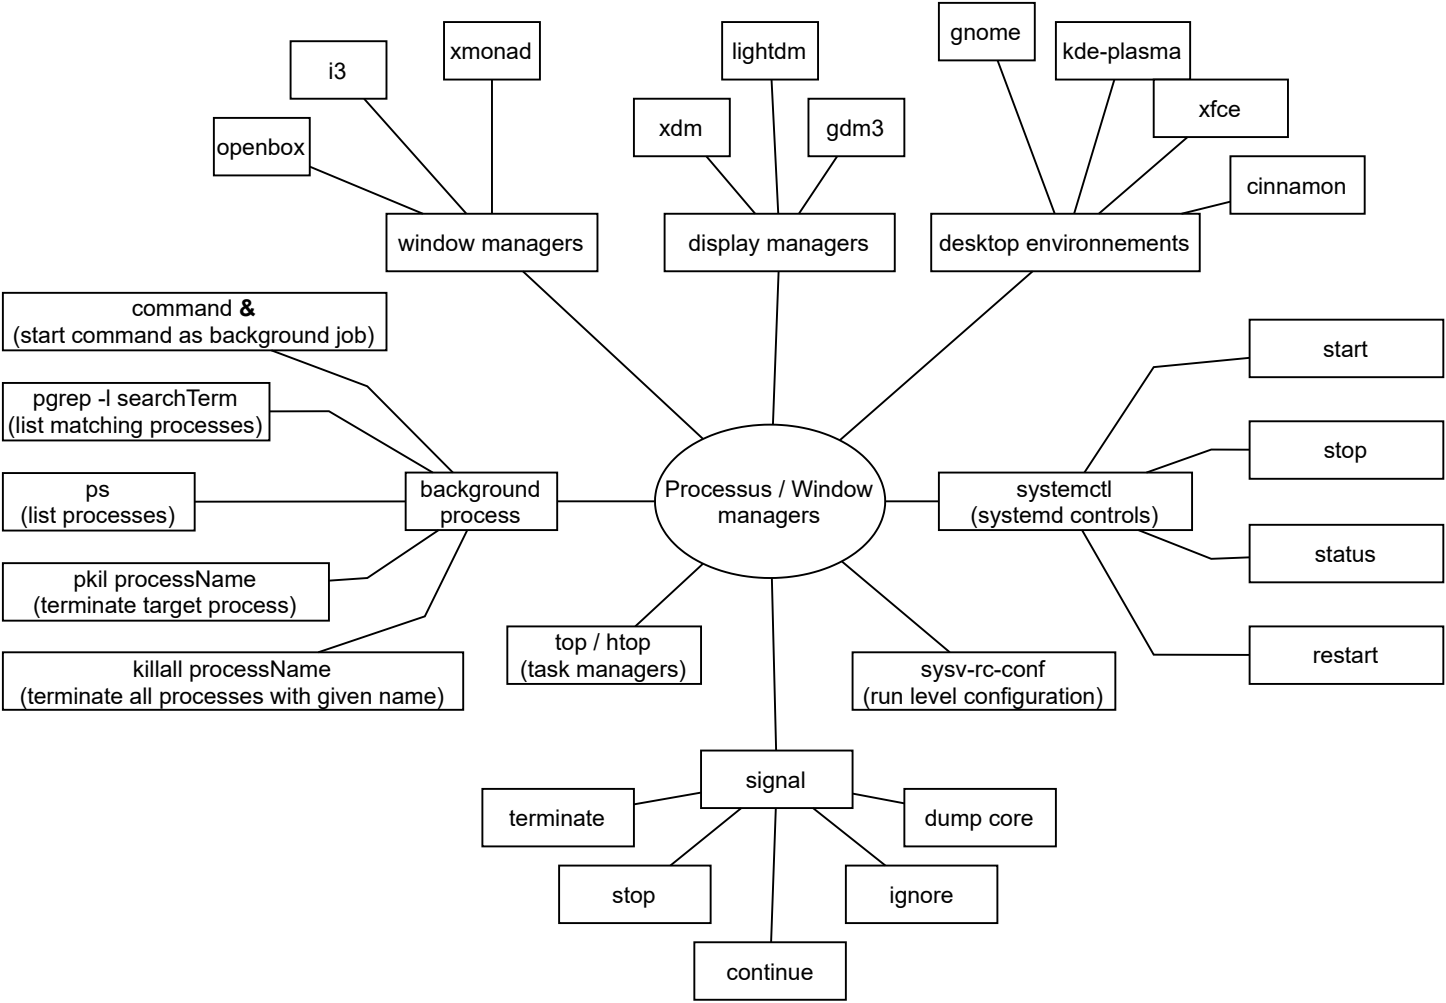 gnome
xmonad
lightdm
kde-plasma
i3
xfce
xdm
gdm3
openbox
cinnamon
window managers
display managers
desktop environnements
command &
(start command as background job)
start
pgrep -l searchTerm
(list matching processes)
stop
ps
(list processes)
background
process
Processus / Window
managers
systemctl
(systemd controls)
status
pkil processName
(terminate target process)
top / htop
(task managers)
sysv-rc-conf
(run level configuration)
restart
killall processName
(terminate all processes with given name)
signal
terminate
dump core
stop
ignore
continue